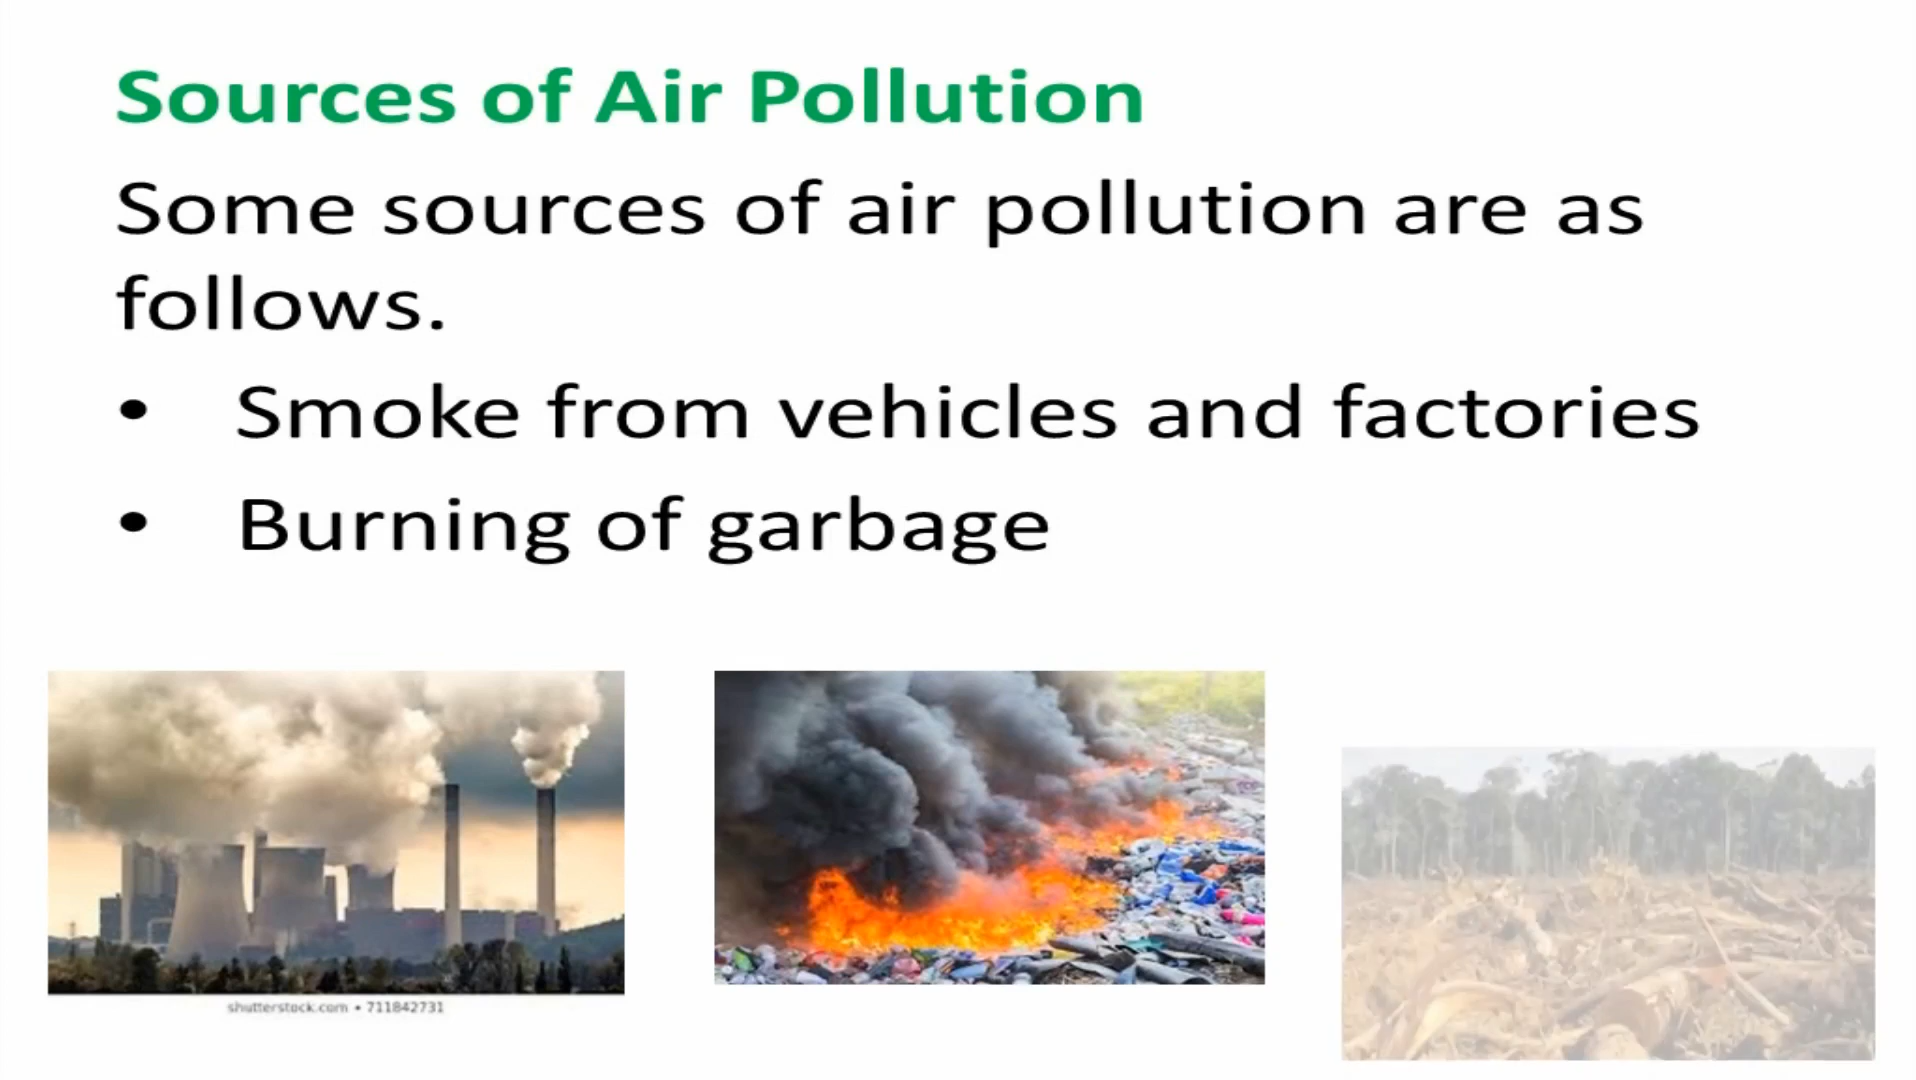 Sources of Air Pollution
Some sources of air pollution are as
follows.
• Smoke from vehicles and factories
• Burning of garbage
shutterstock.com • 711842731